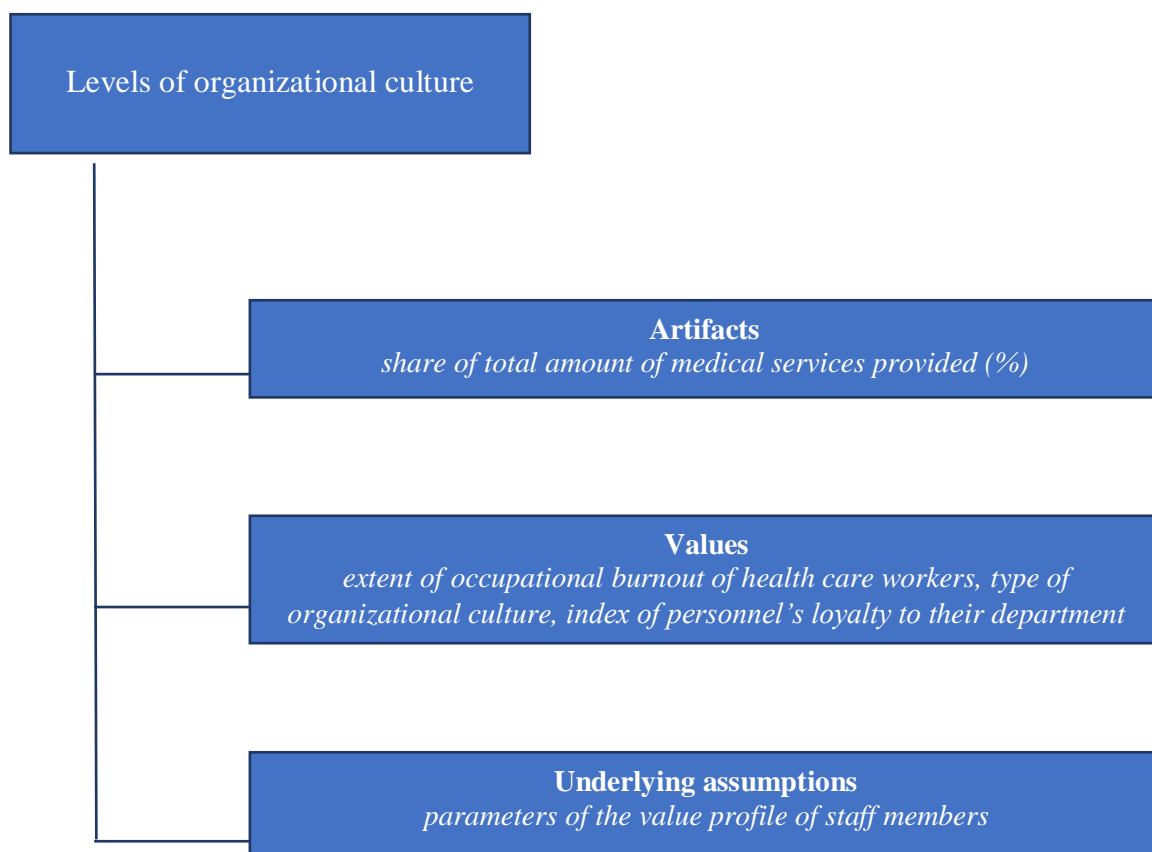 Levels of organizational culture
Artifacts
share of total amount of medical services provided (%)
Values
extent of occupational burnout of health care workers, type of
organizational culture, index of personnel’s loyalty to their department
Underlying assumptions
parameters of the value profile of staff members